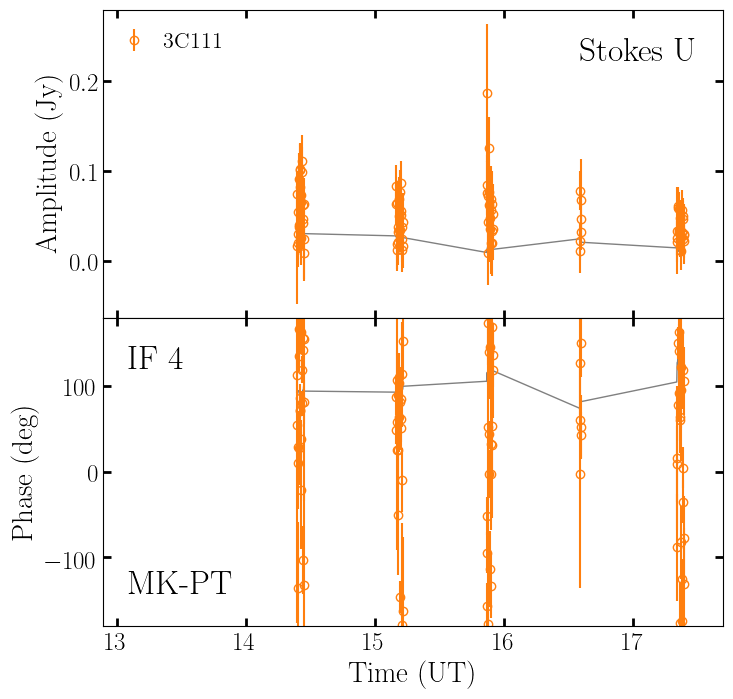 3C111
Stokes U
Amplitude (Jy)
0.2
0.1
0.0
IF 4
MK-PT
Phase (deg)
100
0
−100
13 14 15 16 17
Time (UT)